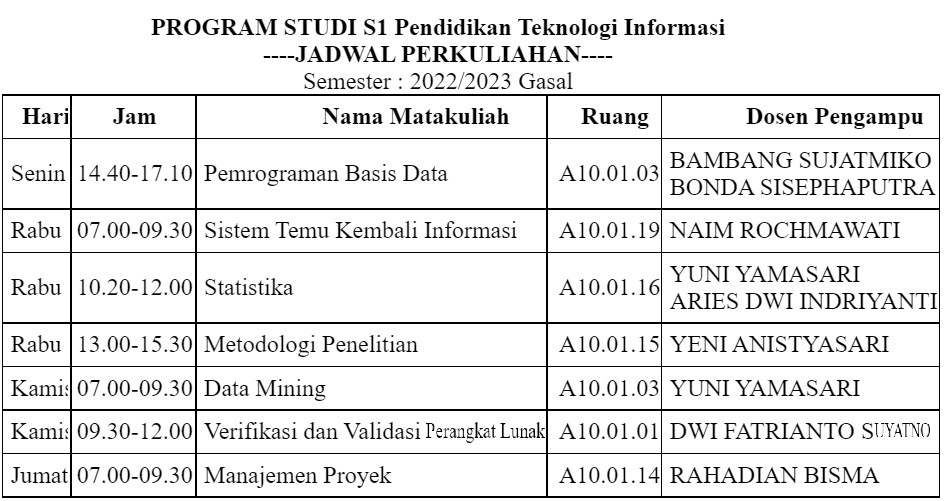 PROGRAM STUDI S1 Pendidikan Teknologi Informasi
----JADWAL PERKULIAHAN----
Semester : 2022/2023 Gasal
Hari Jam Nama Matakuliah Ruang Dosen Pengampu
Senin 14.40-17.10 Pemrograman Basis Data A10.01.03 BAMBANG SUJATMIKO
BONDA SISEPHAPUTRA
Rabu 07.00-09.30 Sistem Temu Kembali Informasi A10.01.19 NAIM ROCHMAWATI
Rabu 10.20-12.00 Statistika A10.01.16 YUNI YAMASARI
ARIES DWI INDRIYANTI
Rabu 13.00-15.30 Metodologi Penelitian A10.01.15 YENI ANISTYASARI
Kamis 07.00-09.30 Data Mining A10.01.03 YUNI YAMASARI
Kamis 09.30-12.00 Verifikasi dan Validasi Perangkat Lunak A10.01.01 DWI FATRIANTO SUYATNO
Jumat 07.00-09.30 Manajemen Proyek A10.01.14 RAHADIAN BISMA